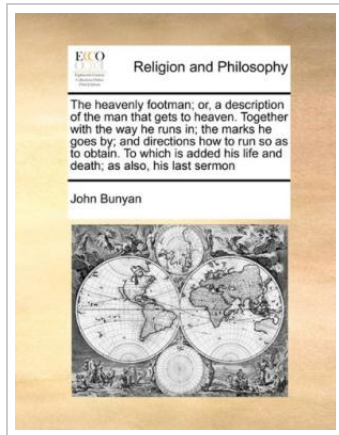 ECCO
Religion and Philosophy
The heavenly footman; or, a description
of the man that gets to heaven. Together
with the way he runs in; the marks he
goes by; and directions how to run so as
to obtain. To which is added his life and
death; as also, his last sermon
John Bunyan